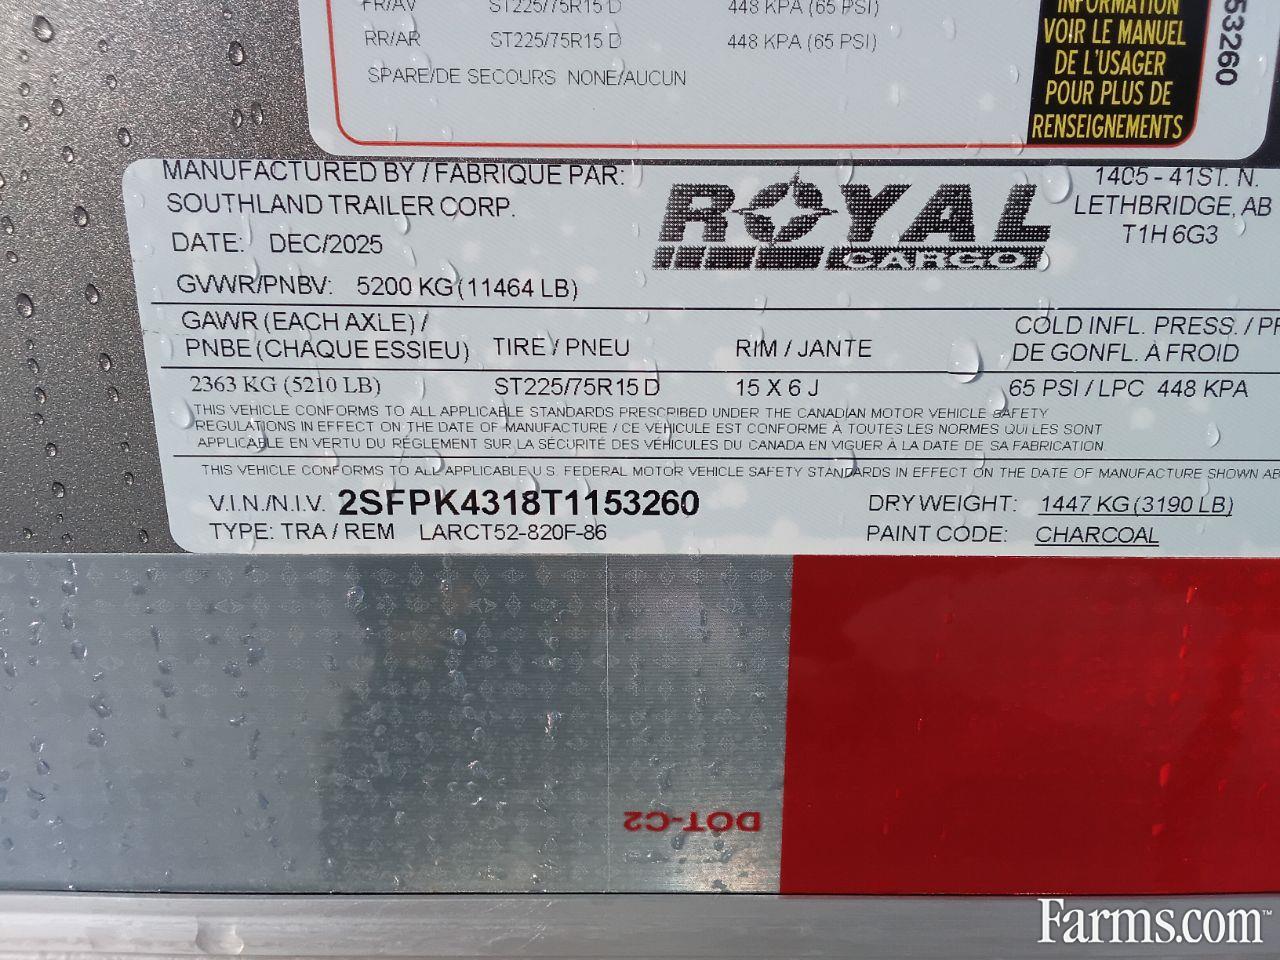 FR/AV ST225/75R15 D 448 KPA (65 PSI)
RR/AR ST225/75R15 D 448 KPA (65 PSI)
SPARE/DE SECOURS NONE/AUCUN
INFORMATION
VOIR LE MANUEL
DE L'USAGER
POUR PLUS DE
RENSEIGNEMENTS
53260
MANUFACTURED BY / FABRIQUE PAR:
SOUTHLAND TRAILER CORP.
DATE: DEC/2025
GVWR/PNBV: 5200 KG (11464 LB)
ROYAL
CARGO
1405 - 41ST. N.
LETHBRIDGE, AB
T1H 6G3
GAWR (EACH AXLE) /
PNBE (CHAQUE ESSIEU) TIRE / PNEU RIM / JANTE
COLD INFL. PRESS. / PR
DE GONFL. A FROID
2363 KG (5210 LB) ST225/75R15 D 15 X 6 J 65 PSI / LPC 448 KPA
THIS VEHICLE CONFORMS TO ALL APPLICABLE STANDARDS PRESCRIBED UNDER THE CANADIAN MOTOR VEHICLE SAFETY
REGULATIONS IN EFFECT ON THE DATE OF MANUFACTURE / CE VEHICULE EST CONFORME À TOUTES LES NORMES QUI LES SONT
APPLICABLE EN VERTU DU RÉGLEMENT SUR LA SÉCURITÉ DES VÉHICULES DU CANADA EN VIGUER À LA DATE DE SA FABRICATION.
THIS VEHICLE CONFORMS TO ALL APPLICABLE U.S. FEDERAL MOTOR VEHICLE SAFETY STANDARDS IN EFFECT ON THE DATE OF MANUFACTURE SHOWN AB
V.I.N./N.I.V. 2SFPK4318T1153260 DRY WEIGHT: 1447 KG (3190 LB)
TYPE: TRA / REM LARCT52-820F-86 PAINT CODE: CHARCOAL
DOT-C2
Farms.com™